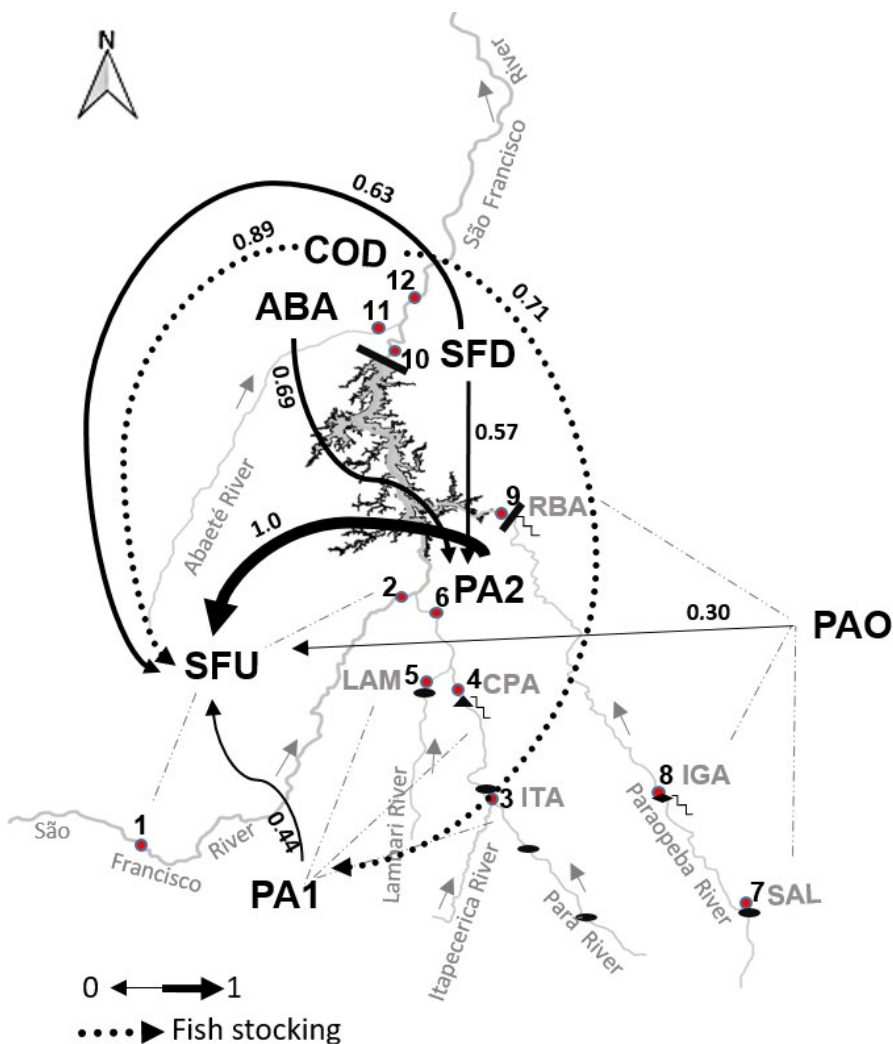 N
River
São Francisco
0.63
0.89
COD
0.71
12
ABA
11
10
SFD
0.69
0.57
Abaeté River
9
RBA
1.0
2
PA2
6
0.30
PAO
SFU
LAM
5
4
CPA
8
IGA
3
ITA
Lambari River
Paraopeba River
São
1
Francisco
River
0.44
7
SAL
PA1
Itapecerica River
Pará River
0
1
Fish stocking